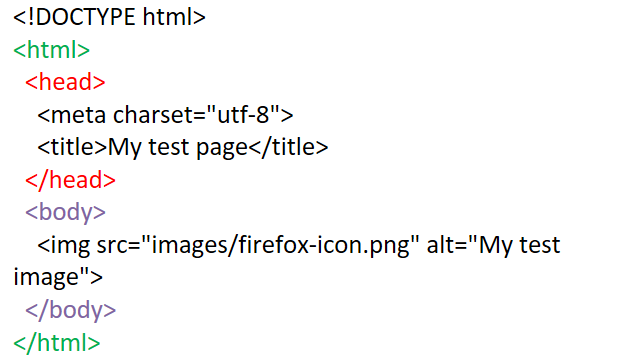 <!DOCTYPE html>
<html>
  <head>
    <meta charset="utf-8">
    <title>My test page</title>
  </head>
  <body>
    <img src="images/firefox-icon.png" alt="My test
image">
  </body>
</html>